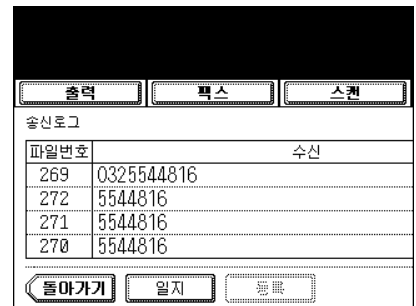 출력 팩스 스캔
송신로그
파일번호 수신
269 0325544816
272 5544816
271 5544816
270 5544816
돌아가기 일지 등록